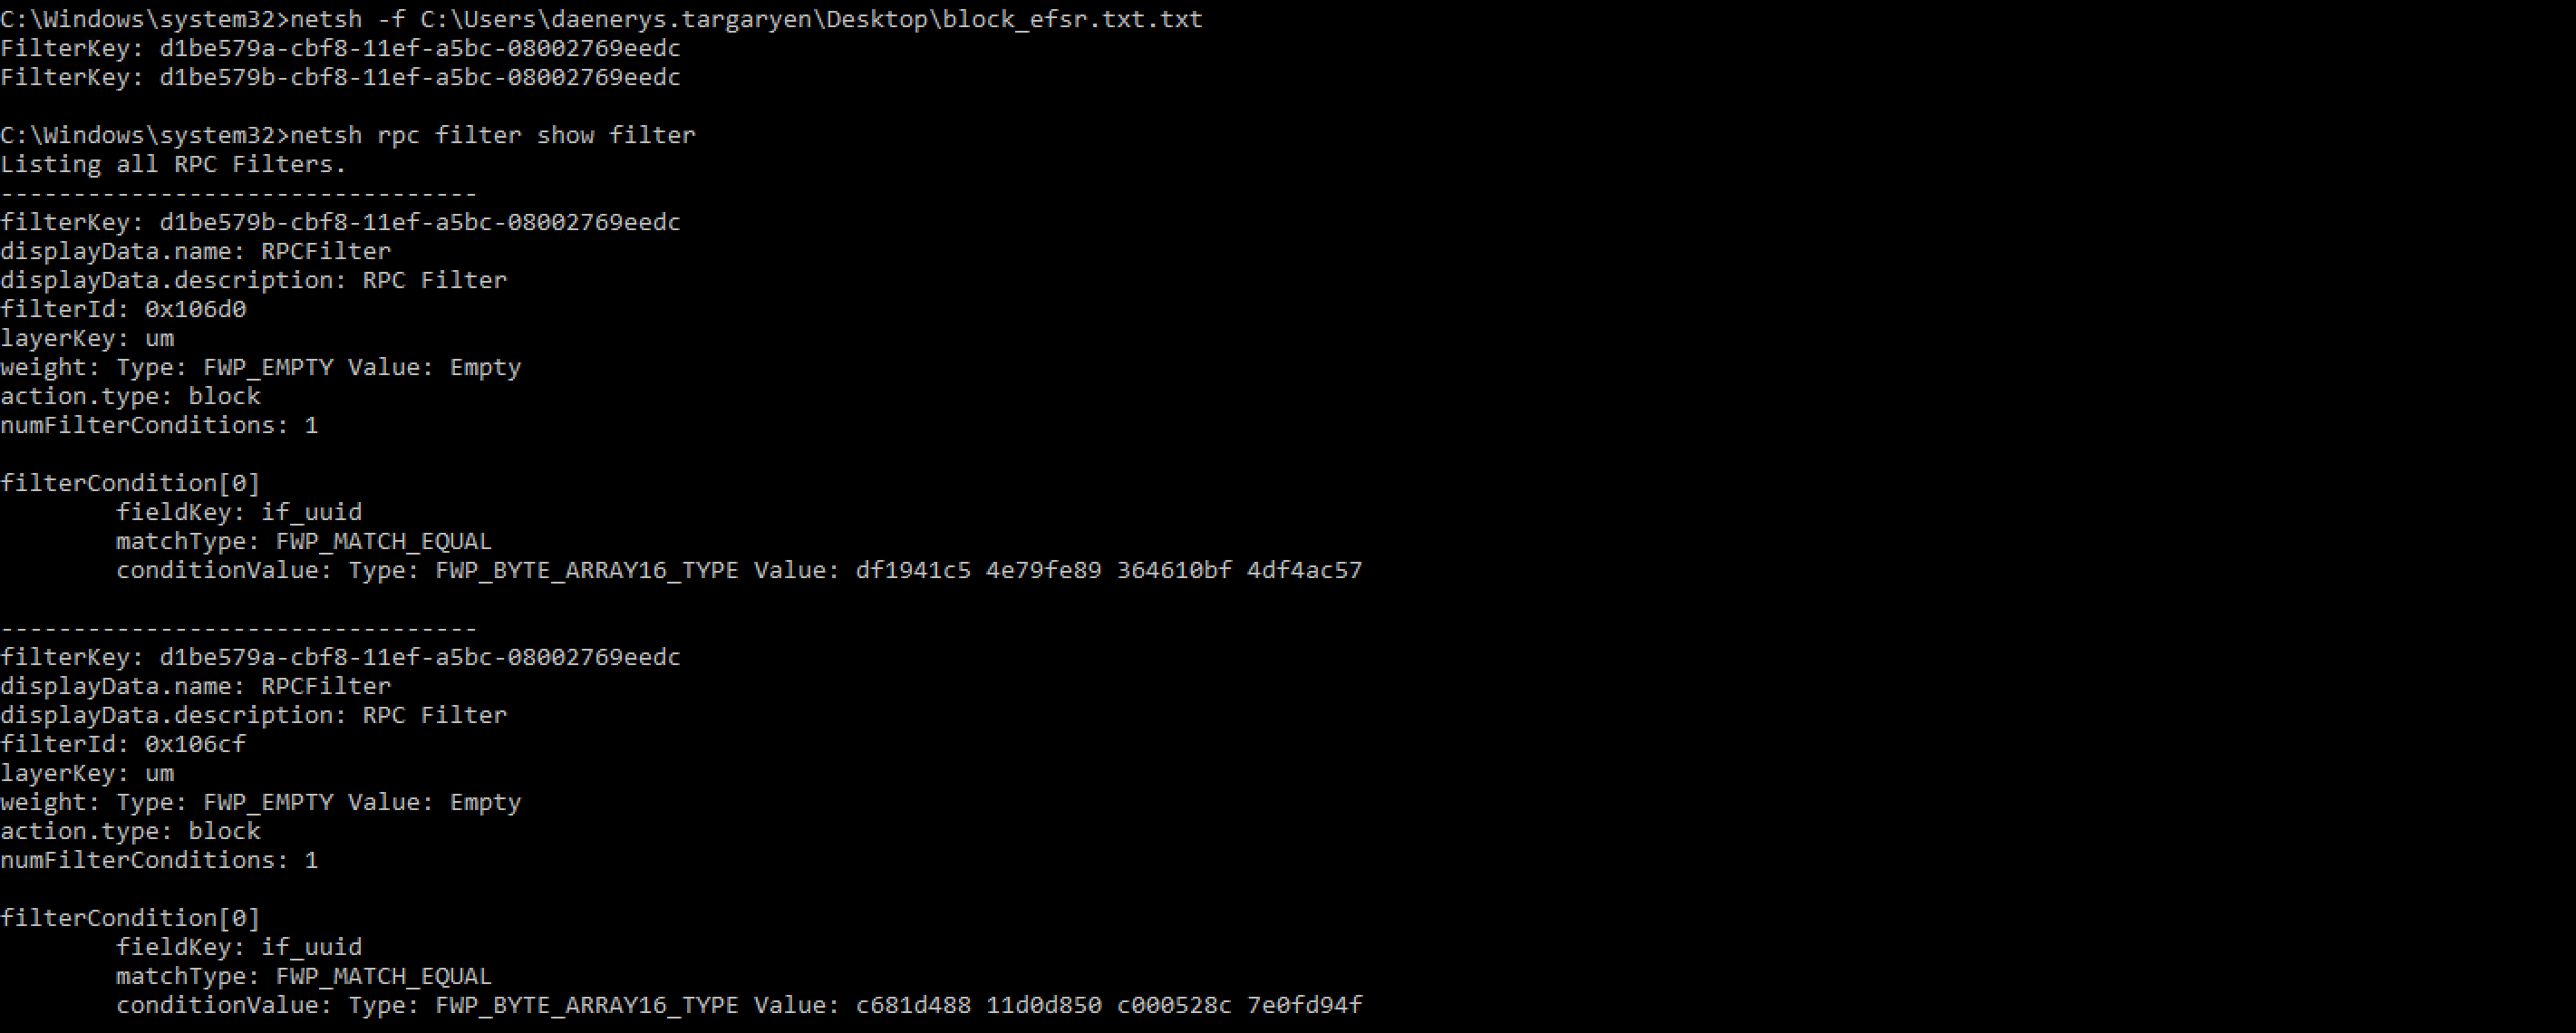 C:\Windows\system32>netsh -f C:\Users\daenerys.targaryen\Desktop\block_efsr.txt.txt
FilterKey: d1be579a-cbf8-11ef-a5bc-08002769eedc
FilterKey: d1be579b-cbf8-11ef-a5bc-08002769eedc
C:\Windows\system32>netsh rpc filter show filter
Listing all RPC Filters.
---------------------------------
filterKey: d1be579b-cbf8-11ef-a5bc-08002769eedc
displayData.name: RPCFilter
displayData.description: RPC Filter
filterId: 0x106d0
layerKey: um
weight: Type: FWP_EMPTY Value: Empty
action.type: block
numFilterConditions: 1
filterCondition[0]
        fieldKey: if_uuid
        matchType: FWP_MATCH_EQUAL
        conditionValue: Type: FWP_BYTE_ARRAY16_TYPE Value: df1941c5 4e79fe89 364610bf 4df4ac57
---------------------------------
filterKey: d1be579a-cbf8-11ef-a5bc-08002769eedc
displayData.name: RPCFilter
displayData.description: RPC Filter
filterId: 0x106cf
layerKey: um
weight: Type: FWP_EMPTY Value: Empty
action.type: block
numFilterConditions: 1
filterCondition[0]
        fieldKey: if_uuid
        matchType: FWP_MATCH_EQUAL
        conditionValue: Type: FWP_BYTE_ARRAY16_TYPE Value: c681d488 11d0d850 c000528c 7e0fd94f